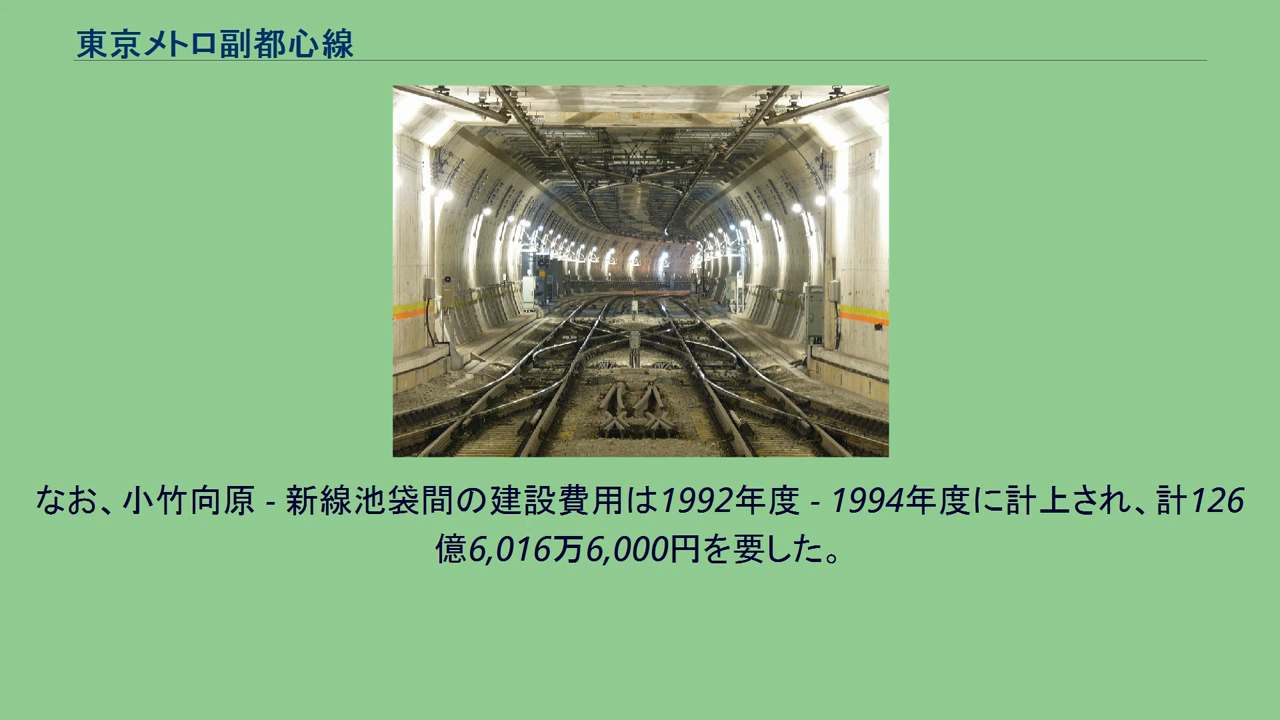 東京メトロ副都心線
なお、小竹向原 - 新線池袋間の建設費用は1992年度 - 1994年度に計上され、計126
億6,016万6,000円を要した。